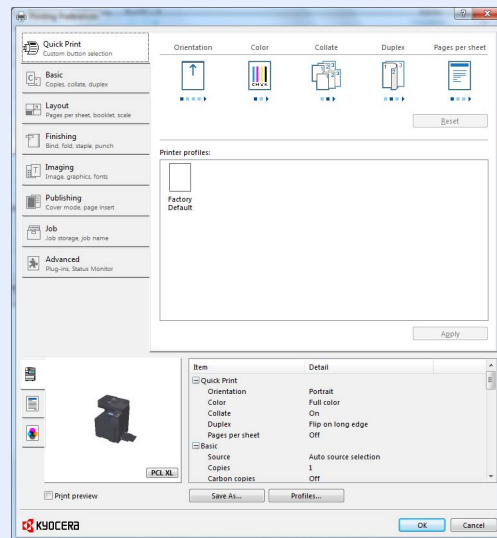 Printing Preferences
Quick Print
Custom button selection
Basic
Copies, collate, duplex
Layout
Pages per sheet, booklet, scale
Finishing
Bind, fold, staple, punch
Imaging
Image, graphics, fonts
Publishing
Cover mode, page insert
Job
Job storage, job name
Advanced
Plug-ins, Status Monitor
Orientation Color Collate Duplex Pages per sheet
CMYK
Reset
Printer profiles:
Factory
Default
Apply
Item Detail
Quick Print
Orientation Portrait
Color Full color
Collate On
Duplex Flip on long edge
Pages per sheet Off
Basic
Source Auto source selection
Copies 1
Carbon copies Off
PCL XL
Print preview
Save As... Profiles...
KYOCERA
OK Cancel